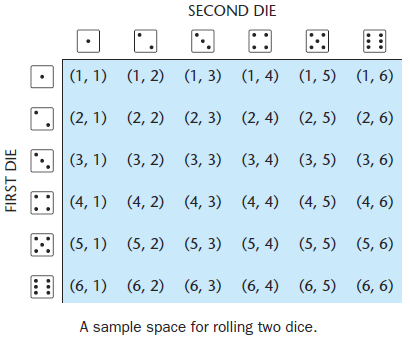 SECOND DIE
(1, 1) (1, 2) (1, 3) (1, 4) (1, 5) (1, 6)
(2, 1) (2, 2) (2, 3) (2, 4) (2, 5) (2, 6)
(3, 1) (3, 2) (3, 3) (3, 4) (3, 5) (3, 6)
(4, 1) (4, 2) (4, 3) (4, 4) (4, 5) (4, 6)
(5, 1) (5, 2) (5, 3) (5, 4) (5, 5) (5, 6)
(6, 1) (6, 2) (6, 3) (6, 4) (6, 5) (6, 6)
FIRST DIE
A sample space for rolling two dice.